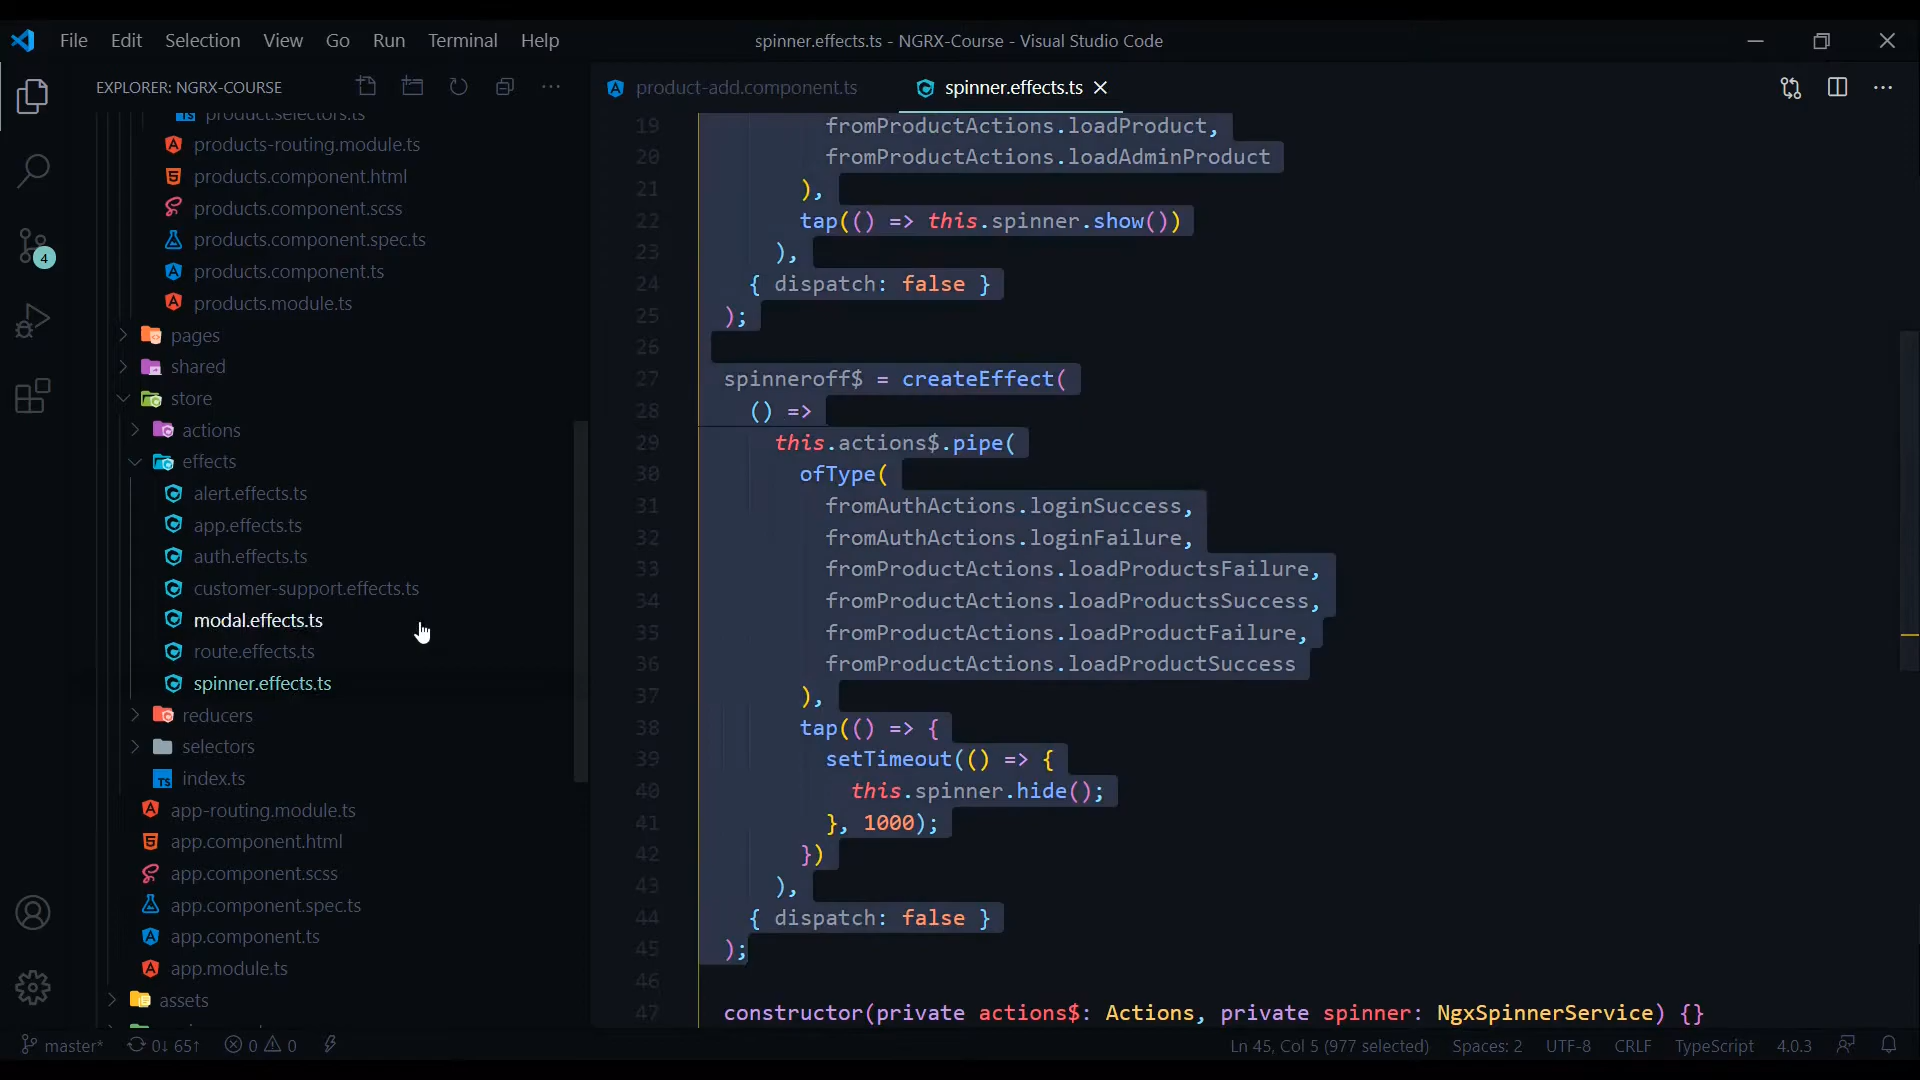 File Edit Selection View Go Run Terminal Help
spinner.effects.ts - NGRX-Course - Visual Studio Code
EXPLORER: NGRX-COURSE
product.selectors.ts
products-routing.module.ts
products.component.html
products.component.scss
products.component.spec.ts
products.component.ts
products.module.ts
pages
shared
store
actions
effects
alert.effects.ts
app.effects.ts
auth.effects.ts
customer-support.effects.ts
modal.effects.ts
route.effects.ts
spinner.effects.ts
reducers
selectors
index.ts
app-routing.module.ts
app.component.html
app.component.scss
app.component.spec.ts
app.component.ts
app.module.ts
assets
4
product-add.component.ts
spinner.effects.ts
19 fromProductActions.loadProduct,
20 fromProductActions.loadAdminProduct
21 ),
22 tap(() => this.spinner.show())
23 ),
24 { dispatch: false }
25 );
26
27 spinneroff$ = createEffect(
28 () =>
29 this.actions$.pipe(
30 ofType(
31 fromAuthActions.loginSuccess,
32 fromAuthActions.loginFailure,
33 fromProductActions.loadProductsFailure,
34 fromProductActions.loadProductsSuccess,
35 fromProductActions.loadProductFailure,
36 fromProductActions.loadProductSuccess
37 ),
38 tap(() => {
39 setTimeout(() => {
40 this.spinner.hide();
41 }, 1000);
42 })
43 ),
44 { dispatch: false }
45 );
46
47 constructor(private actions$: Actions, private spinner: NgxSpinnerService) {}
master* 0↓ 65↑ 0 0
Ln 45, Col 5 (977 selected) Spaces: 2 UTF-8 CRLF TypeScript 4.0.3